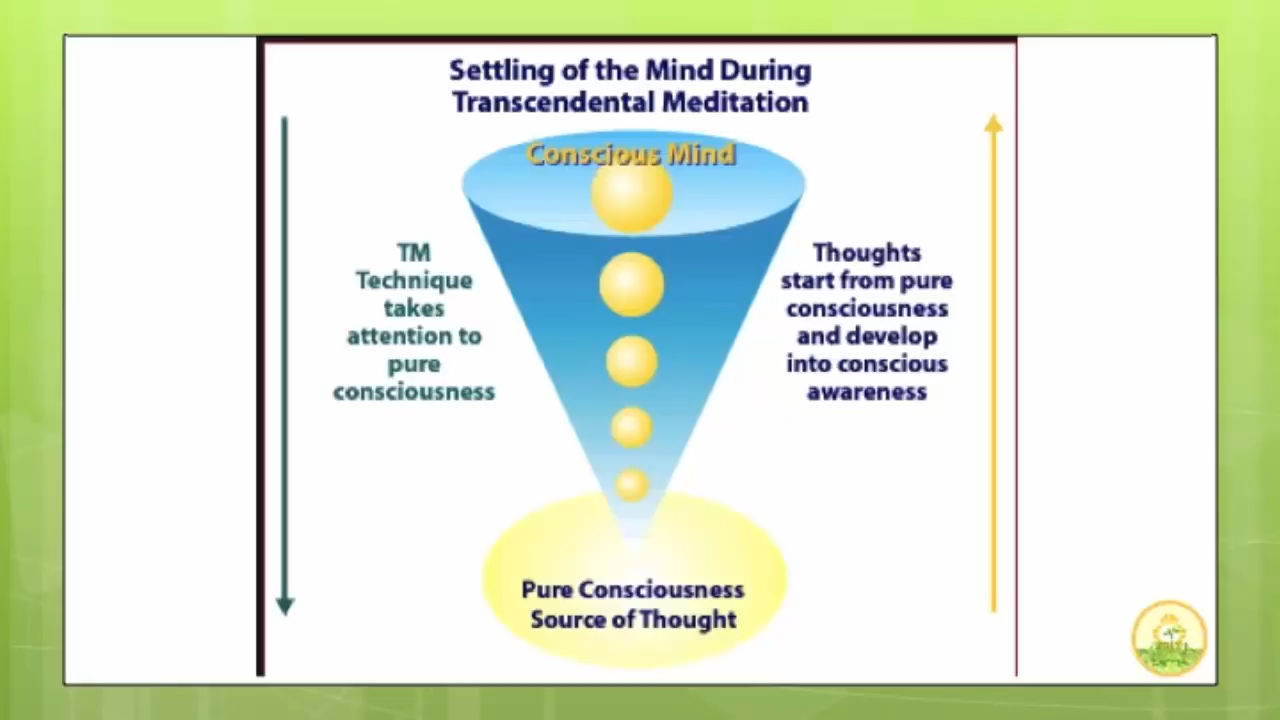 Settling of the Mind During
Transcendental Meditation
Conscious Mind
TM
Technique
takes
attention to
pure
consciousness
Thoughts
start from pure
consciousness
and develop
into conscious
awareness
Pure Consciousness
Source of Thought